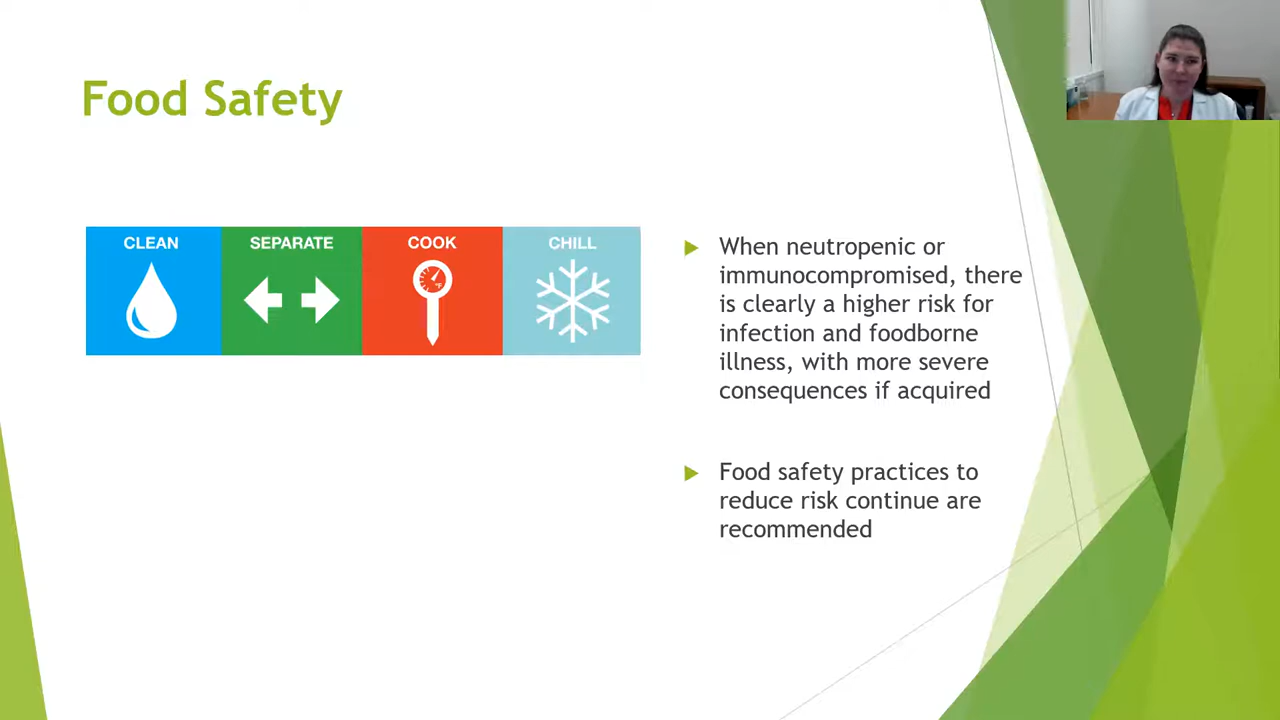 Food Safety
CLEAN
SEPARATE
COOK
CHILL
When neutropenic or
immunocompromised, there
is clearly a higher risk for
infection and foodborne
illness, with more severe
consequences if acquired
Food safety practices to
reduce risk continue are
recommended